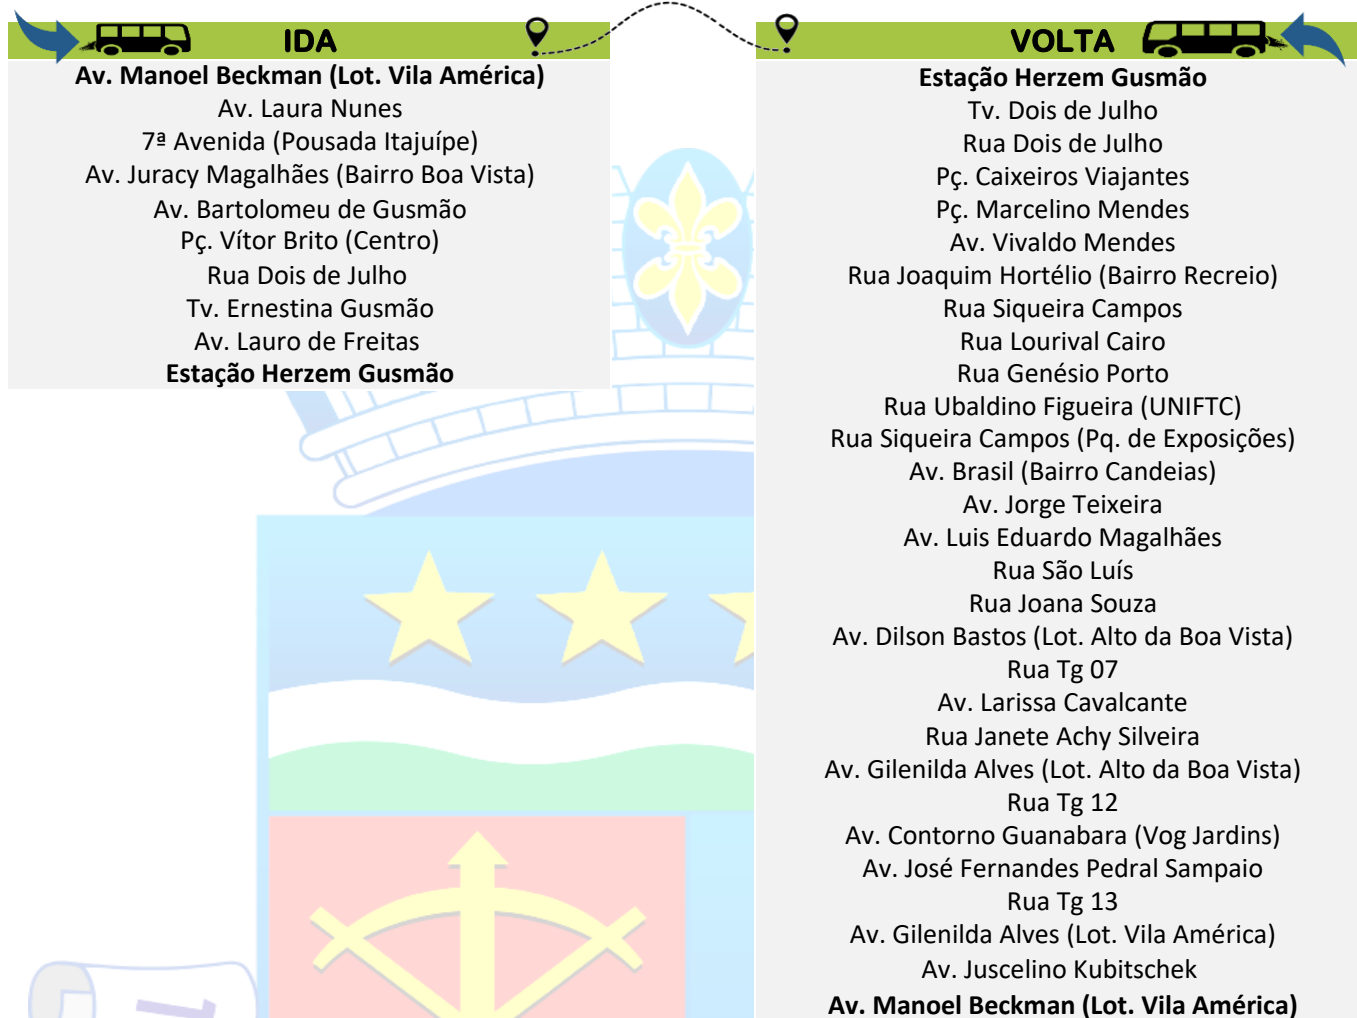 IDA
Av. Manoel Beckman (Lot. Vila América)
Av. Laura Nunes
7ª Avenida (Pousada Itajuípe)
Av. Juracy Magalhães (Bairro Boa Vista)
Av. Bartolomeu de Gusmão
Pç. Vítor Brito (Centro)
Rua Dois de Julho
Tv. Ernestina Gusmão
Av. Lauro de Freitas
Estação Herzem Gusmão
VOLTA
Estação Herzem Gusmão
Tv. Dois de Julho
Rua Dois de Julho
Pç. Caixeiros Viajantes
Pç. Marcelino Mendes
Av. Vivaldo Mendes
Rua Joaquim Hortélio (Bairro Recreio)
Rua Siqueira Campos
Rua Lourival Cairo
Rua Genésio Porto
Rua Ubaldino Figueira (UNIFTC)
Rua Siqueira Campos (Pq. de Exposições)
Av. Brasil (Bairro Candeias)
Av. Jorge Teixeira
Av. Luis Eduardo Magalhães
Rua São Luís
Rua Joana Souza
Av. Dilson Bastos (Lot. Alto da Boa Vista)
Rua Tg 07
Av. Larissa Cavalcante
Rua Janete Achy Silveira
Av. Gilenilda Alves (Lot. Alto da Boa Vista)
Rua Tg 12
Av. Contorno Guanabara (Vog Jardins)
Av. José Fernandes Pedral Sampaio
Rua Tg 13
Av. Gilenilda Alves (Lot. Vila América)
Av. Juscelino Kubitschek
Av. Manoel Beckman (Lot. Vila América)